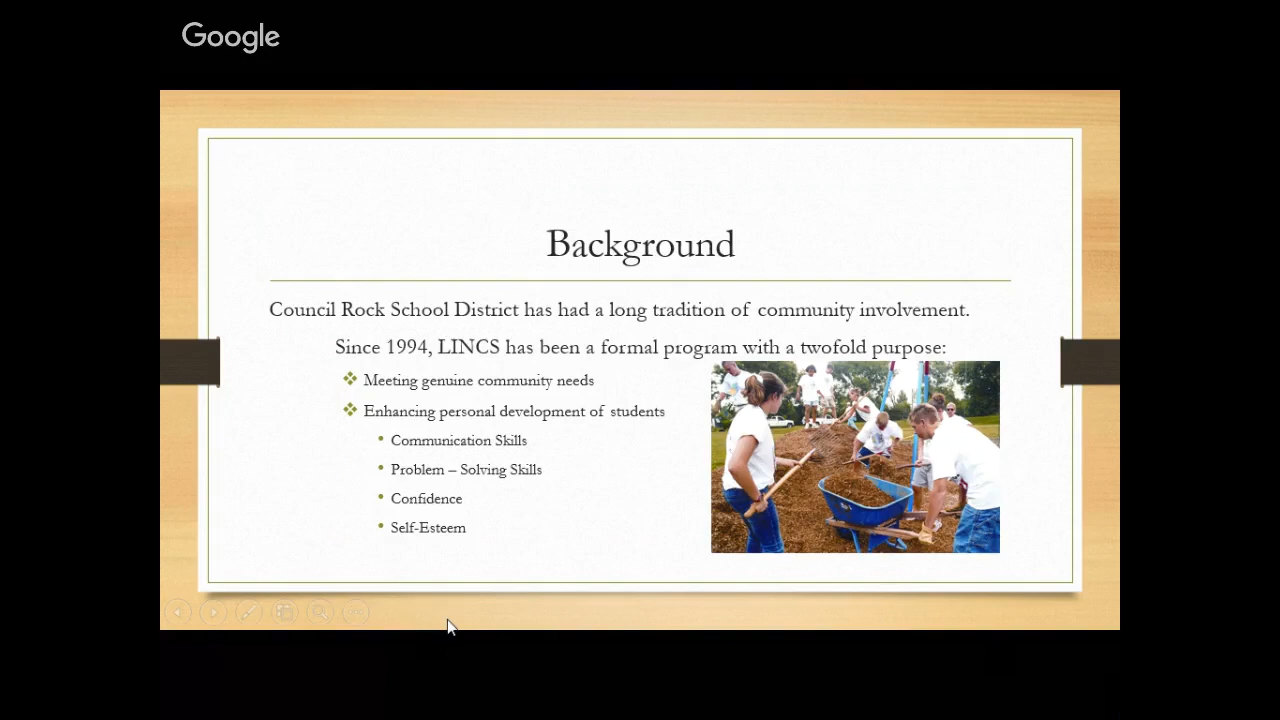 Google
Background
Council Rock School District has had a long tradition of community involvement.
Since 1994, LINCS has been a formal program with a twofold purpose:
Meeting genuine community needs
Enhancing personal development of students
Communication Skills
Problem – Solving Skills
Confidence
Self-Esteem